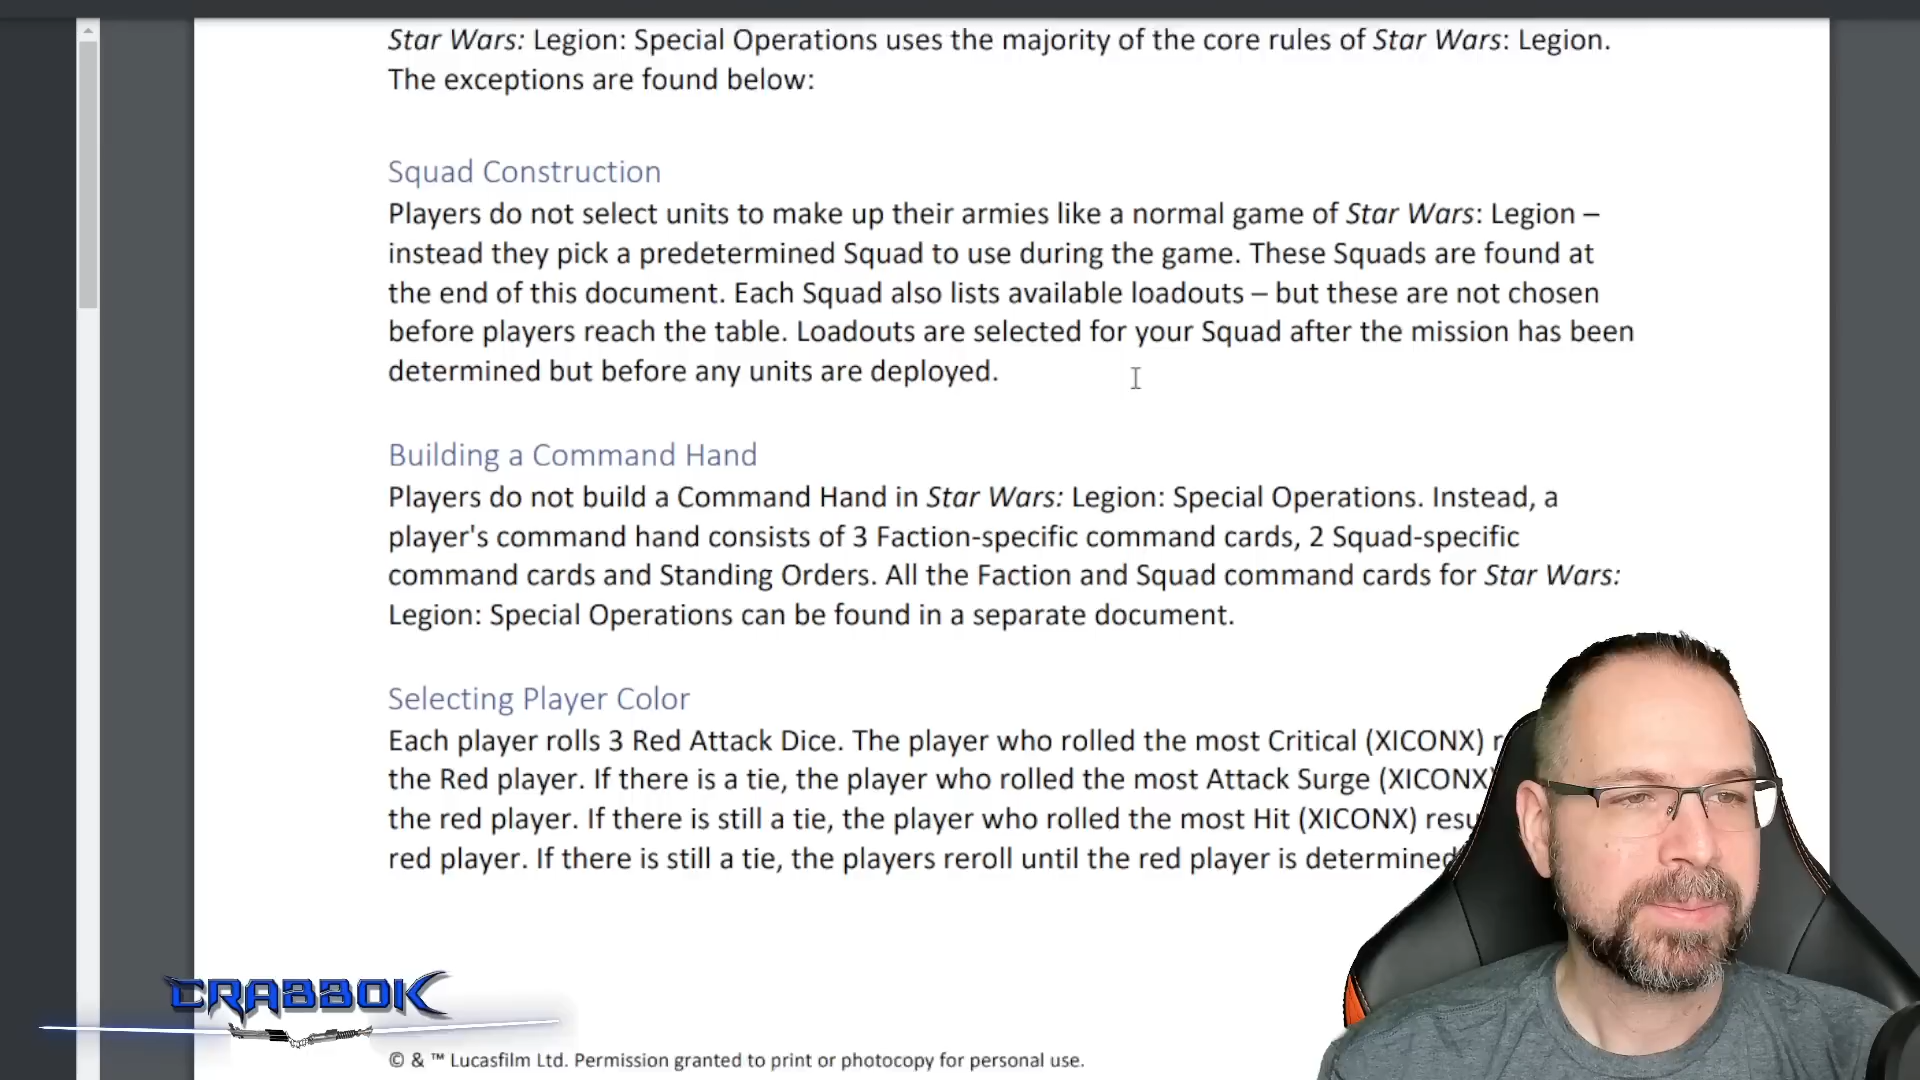 Star Wars: Legion: Special Operations uses the majority of the core rules of Star Wars: Legion.
The exceptions are found below:
Squad Construction
Players do not select units to make up their armies like a normal game of Star Wars: Legion –
instead they pick a predetermined Squad to use during the game. These Squads are found at
the end of this document. Each Squad also lists available loadouts – but these are not chosen
before players reach the table. Loadouts are selected for your Squad after the mission has been
determined but before any units are deployed.
Building a Command Hand
Players do not build a Command Hand in Star Wars: Legion: Special Operations. Instead, a
player's command hand consists of 3 Faction-specific command cards, 2 Squad-specific
command cards and Standing Orders. All the Faction and Squad command cards for Star Wars:
Legion: Special Operations can be found in a separate document.
Selecting Player Color
Each player rolls 3 Red Attack Dice. The player who rolled the most Critical (XICONX)
the Red player. If there is a tie, the player who rolled the most Attack Surge (XICONX)
the red player. If there is still a tie, the player who rolled the most Hit (XICONX)
red player. If there is still a tie, the players reroll until the red player is determined
CRABBOK
© & ™ Lucasfilm Ltd. Permission granted to print or photocopy for personal use.